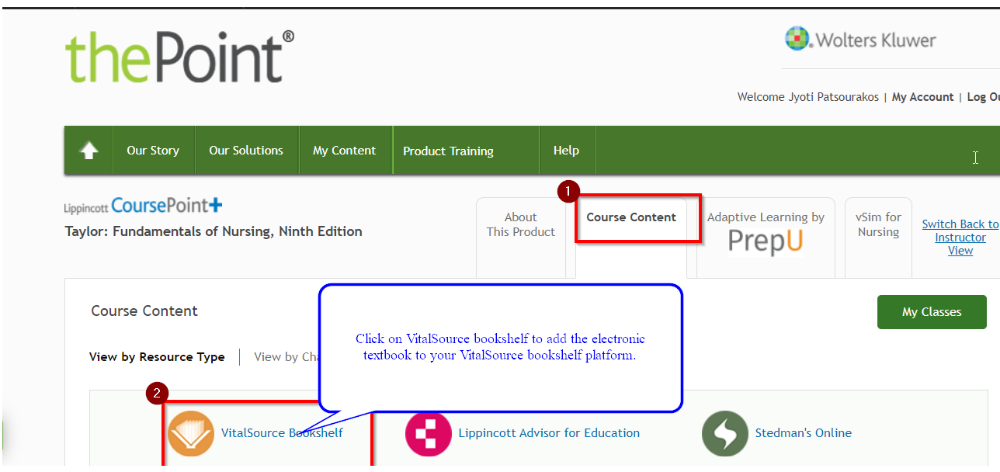 thePoint®
Wolters Kluwer
Welcome Jyoti Patsourakos | My Account | Log
Our Story
Our Solutions
My Content
Product Training
Help
1
Lippincott CoursePoint+
Taylor: Fundamentals of Nursing, Ninth Edition
About
This Product
Course Content
Adaptive Learning by
PrepU
vSim for
Nursing
Switch Back to
Instructor
View
Course Content
My Classes
Click on VitalSource bookshelf to add the electronic
textbook to your VitalSource bookshelf platform.
View by Resource Type
View by
2
VitalSource Bookshelf
Lippincott Advisor for Education
Stedman's Online